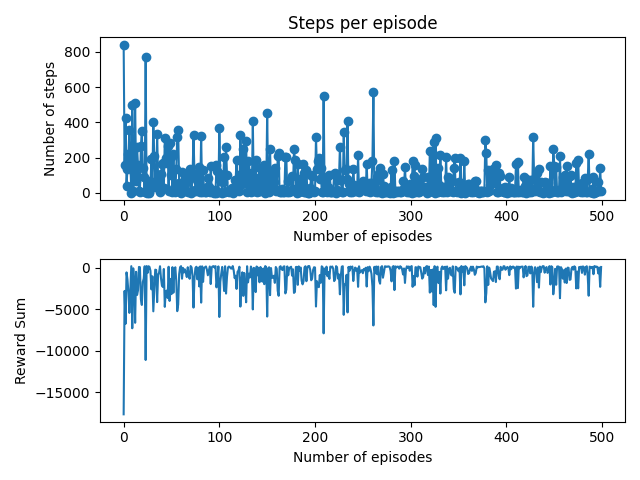 Steps per episode
Number of steps
800
600
400
200
0
0 100 200 300 400 500
Number of episodes
Reward Sum
0
−5000
−10000
−15000
0 100 200 300 400 500
Number of episodes